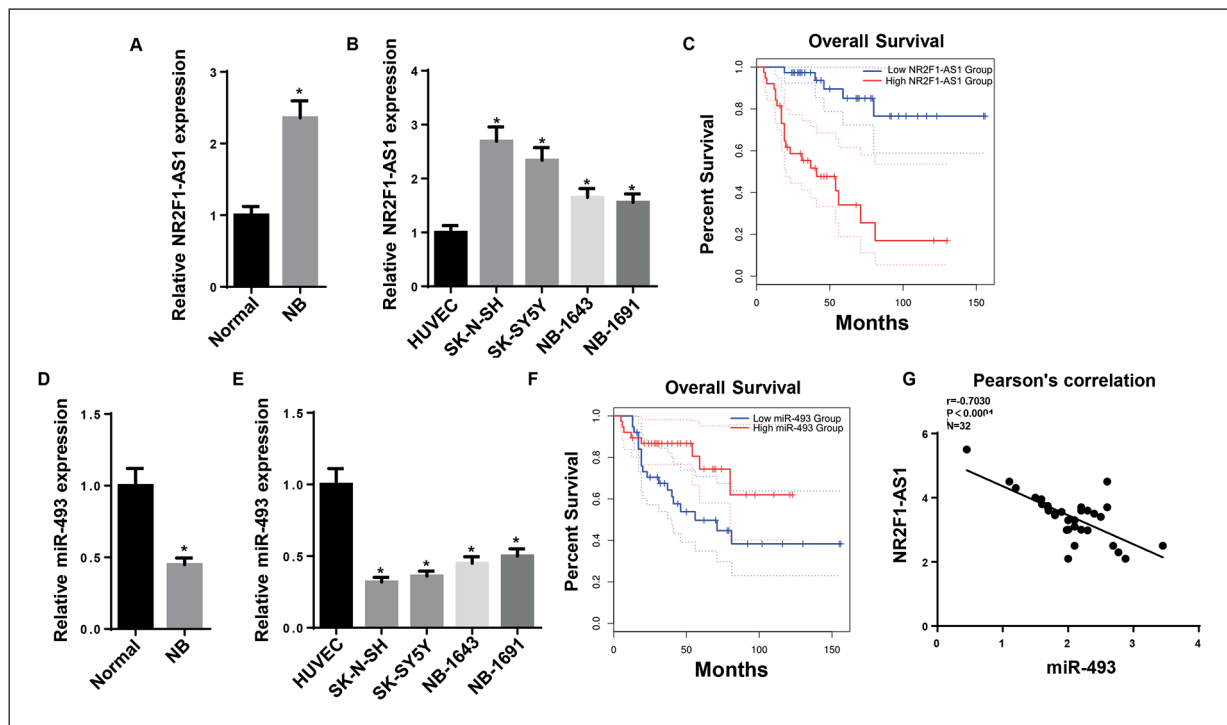 A
Relative NR2F1-AS1 expression
3
2
1
0
*
Normal
NB
B
Relative NR2F1-AS1 expression
4
3
2
1
0
*
*
*
*
HUVEC
SK-N-SH
SK-SY5Y
NB-1643
NB-1691
C
Overall Survival
Low NR2F1-AS1 Group
High NR2F1-AS1 Group
Percent Survival
1.0
0.8
0.6
0.4
0.2
0.0
0
50
100
150
Months
D
Relative miR-493 expression
1.5
1.0
0.5
0.0
*
Normal
NB
E
Relative miR-493 expression
1.5
1.0
0.5
0.0
*
*
*
*
HUVEC
SK-N-SH
SK-SY5Y
NB-1643
NB-1691
F
Overall Survival
Low miR-493 Group
High miR-493 Group
Percent Survival
1.0
0.8
0.6
0.4
0.2
0.0
0
50
100
150
Months
G
Pearson's correlation
r=-0.7030
P<0.0001
N=32
NR2F1-AS1
6
4
2
0
0
1
2
3
4
miR-493